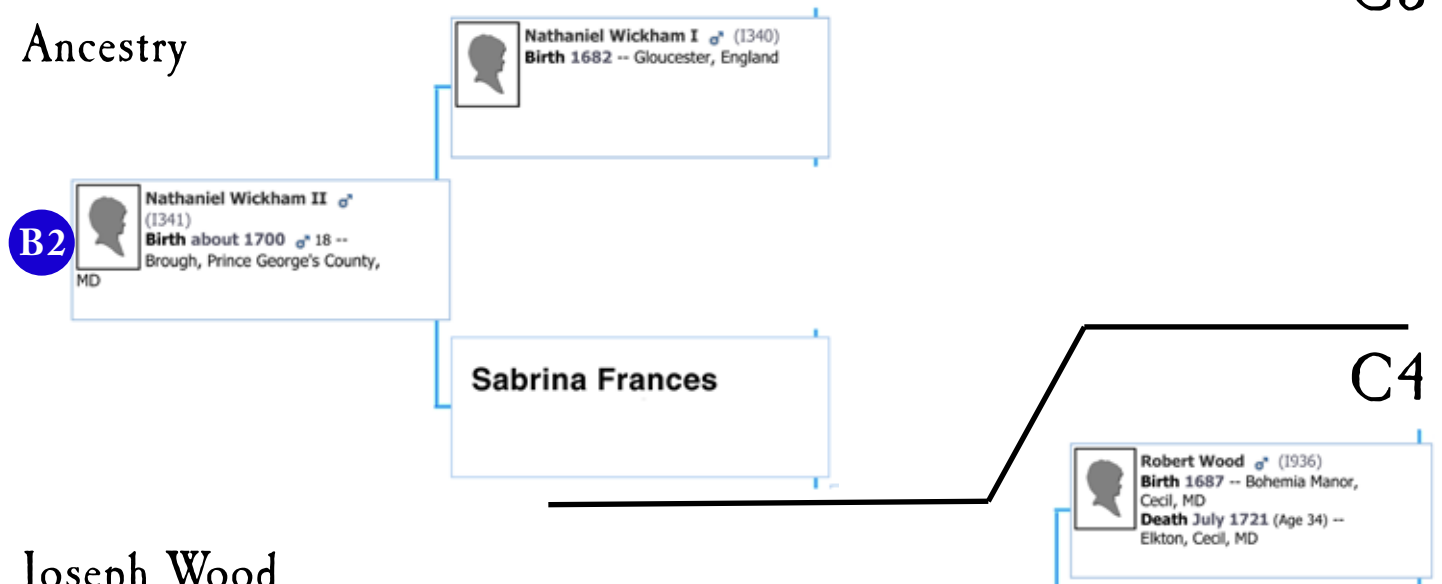 Ancestry
Nathaniel Wickham I ♂ (I340)
Birth 1682 -- Gloucester, England
B2
Nathaniel Wickham II ♂
(I341)
Birth about 1700 ♂ 18 --
Brough, Prince George's County,
MD
Sabrina Frances
C4
Robert Wood ♂ (I936)
Birth 1687 -- Bohemia Manor,
Cecil, MD
Death July 1721 (Age 34) --
Elkton, Cecil, MD
Joseph Wood